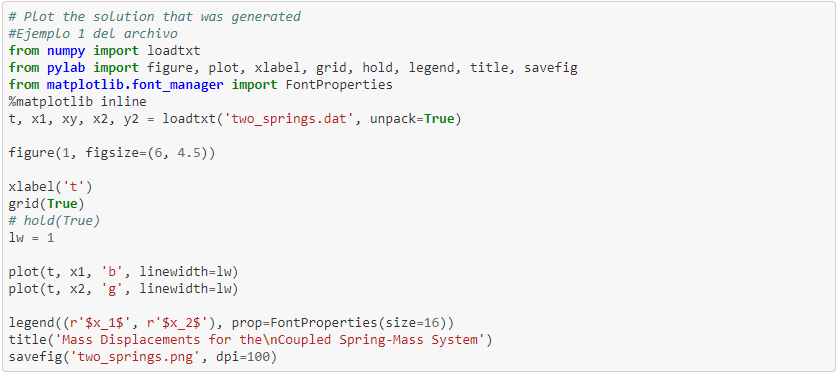 # Plot the solution that was generated
#Ejemplo 1 del archivo
from numpy import loadtxt
from pylab import figure, plot, xlabel, grid, hold, legend, title, savefig
from matplotlib.font_manager import FontProperties
%matplotlib inline
t, x1, xy, x2, y2 = loadtxt('two_springs.dat', unpack=True)
figure(1, figsize=(6, 4.5))
xlabel('t')
grid(True)
# hold(True)
lw = 1
plot(t, x1, 'b', linewidth=lw)
plot(t, x2, 'g', linewidth=lw)
legend((r'$x_1$', r'$x_2$'), prop=FontProperties(size=16))
title('Mass Displacements for the\nCoupled Spring-Mass System')
savefig('two_springs.png', dpi=100)